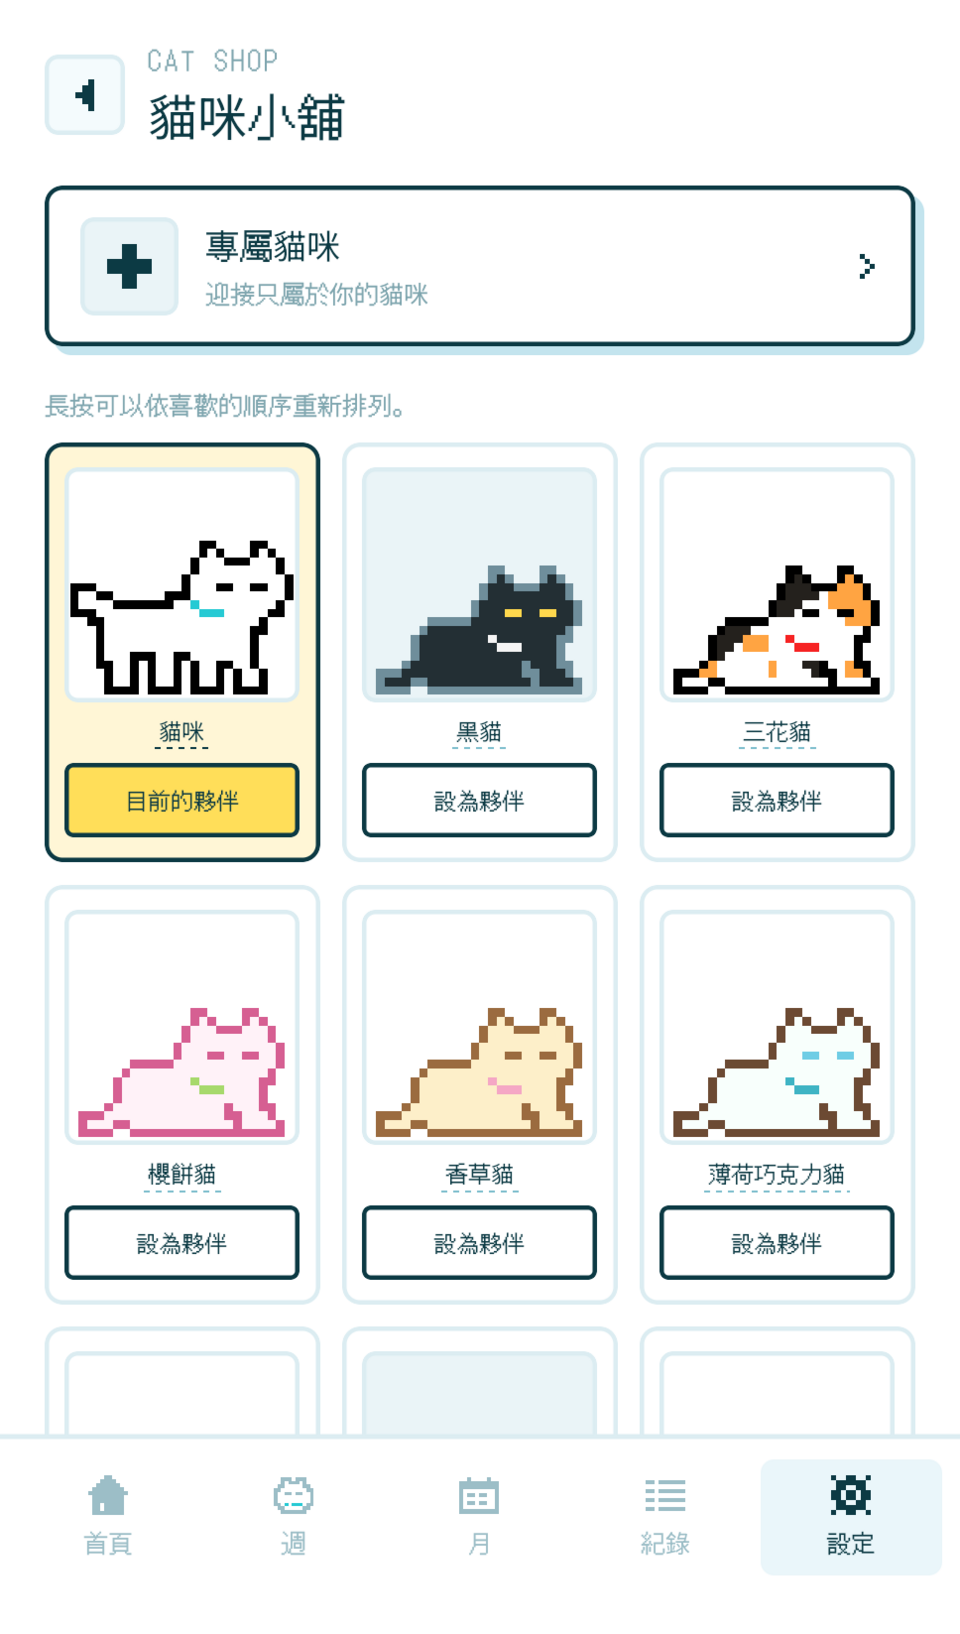 CAT SHOP
貓咪小舖
專屬貓咪
迎接只屬於你的貓咪
長按可以依喜歡的順序重新排列。
貓咪
黑貓
三花貓
目前的夥伴
設為夥伴
設為夥伴
櫻餅貓
香草貓
薄荷巧克力貓
設為夥伴
設為夥伴
設為夥伴
首頁
週
月
紀錄
設定